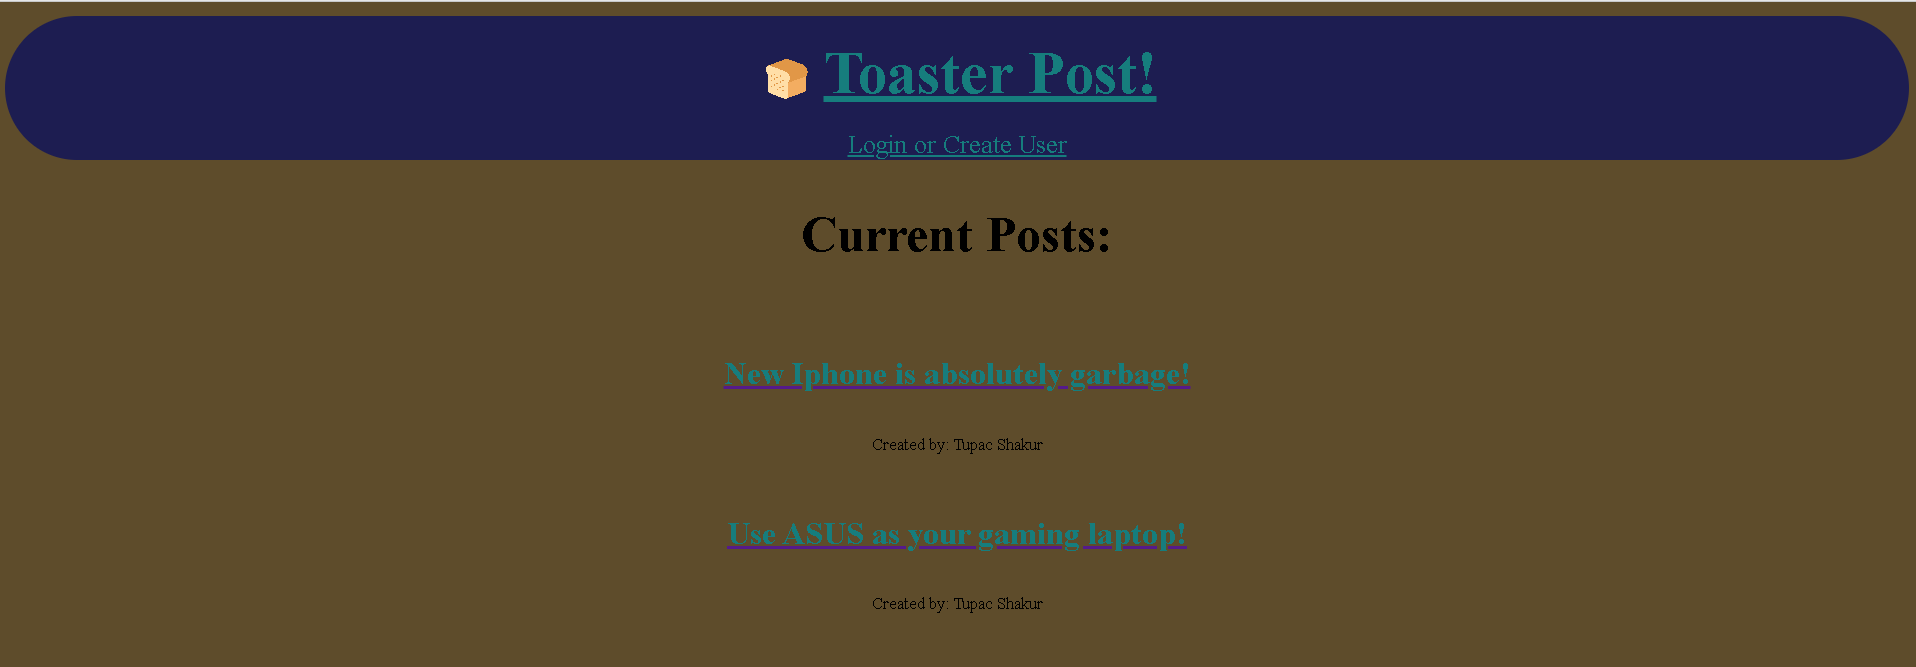 Toaster Post!
Login or Create User
Current Posts:
New Iphone is absolutely garbage!
Created by: Tupac Shakur
Use ASUS as your gaming laptop!
Created by: Tupac Shakur